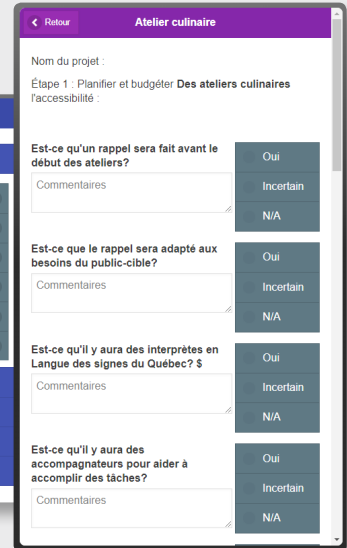 Retour
Atelier culinaire
Nom du projet :
Étape 1 : Planifier et budgéter Des ateliers culinaires
l'accessibilité :
Est-ce qu'un rappel sera fait avant le
début des ateliers?
Commentaires
Oui
Incertain
N/A
Est-ce que le rappel sera adapté aux
besoins du public-cible?
Commentaires
Oui
Incertain
N/A
Est-ce qu'il y aura des interprètes en
Langue des signes du Québec? $
Commentaires
Oui
Incertain
N/A
Est-ce qu'il y aura des
accompagnateurs pour aider à
accomplir des tâches?
Commentaires
Oui
Incertain
N/A